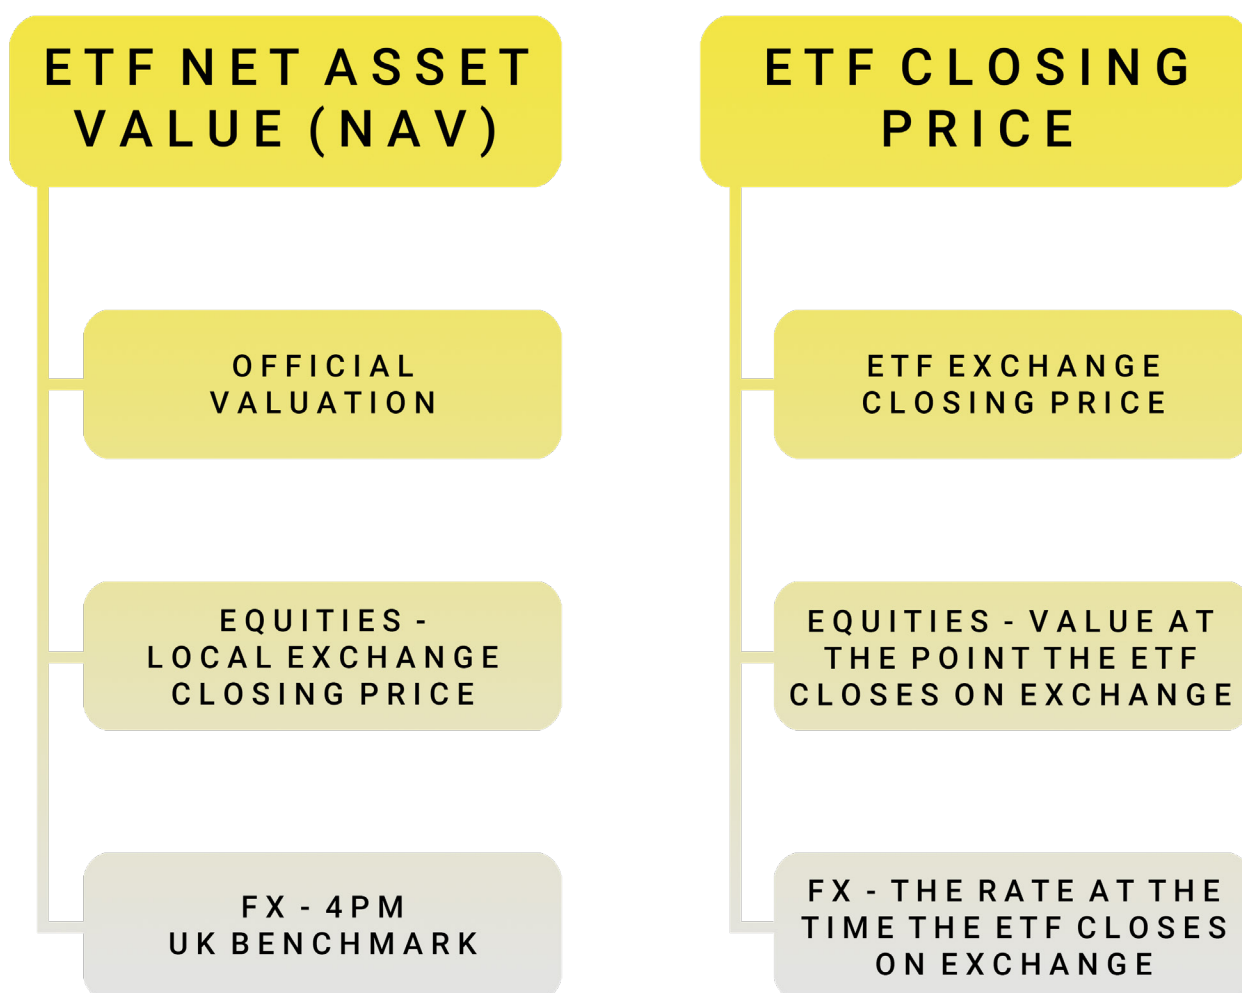 ETF NET ASSET
VALUE (NAV)
OFFICIAL
VALUATION
EQUITIES -
LOCAL EXCHANGE
CLOSING PRICE
FX - 4PM
UK BENCHMARK
ETF CLOSING
PRICE
ETF EXCHANGE
CLOSING PRICE
EQUITIES - VALUE AT
THE POINT THE ETF
CLOSES ON EXCHANGE
FX - THE RATE AT THE
TIME THE ETF CLOSES
ON EXCHANGE